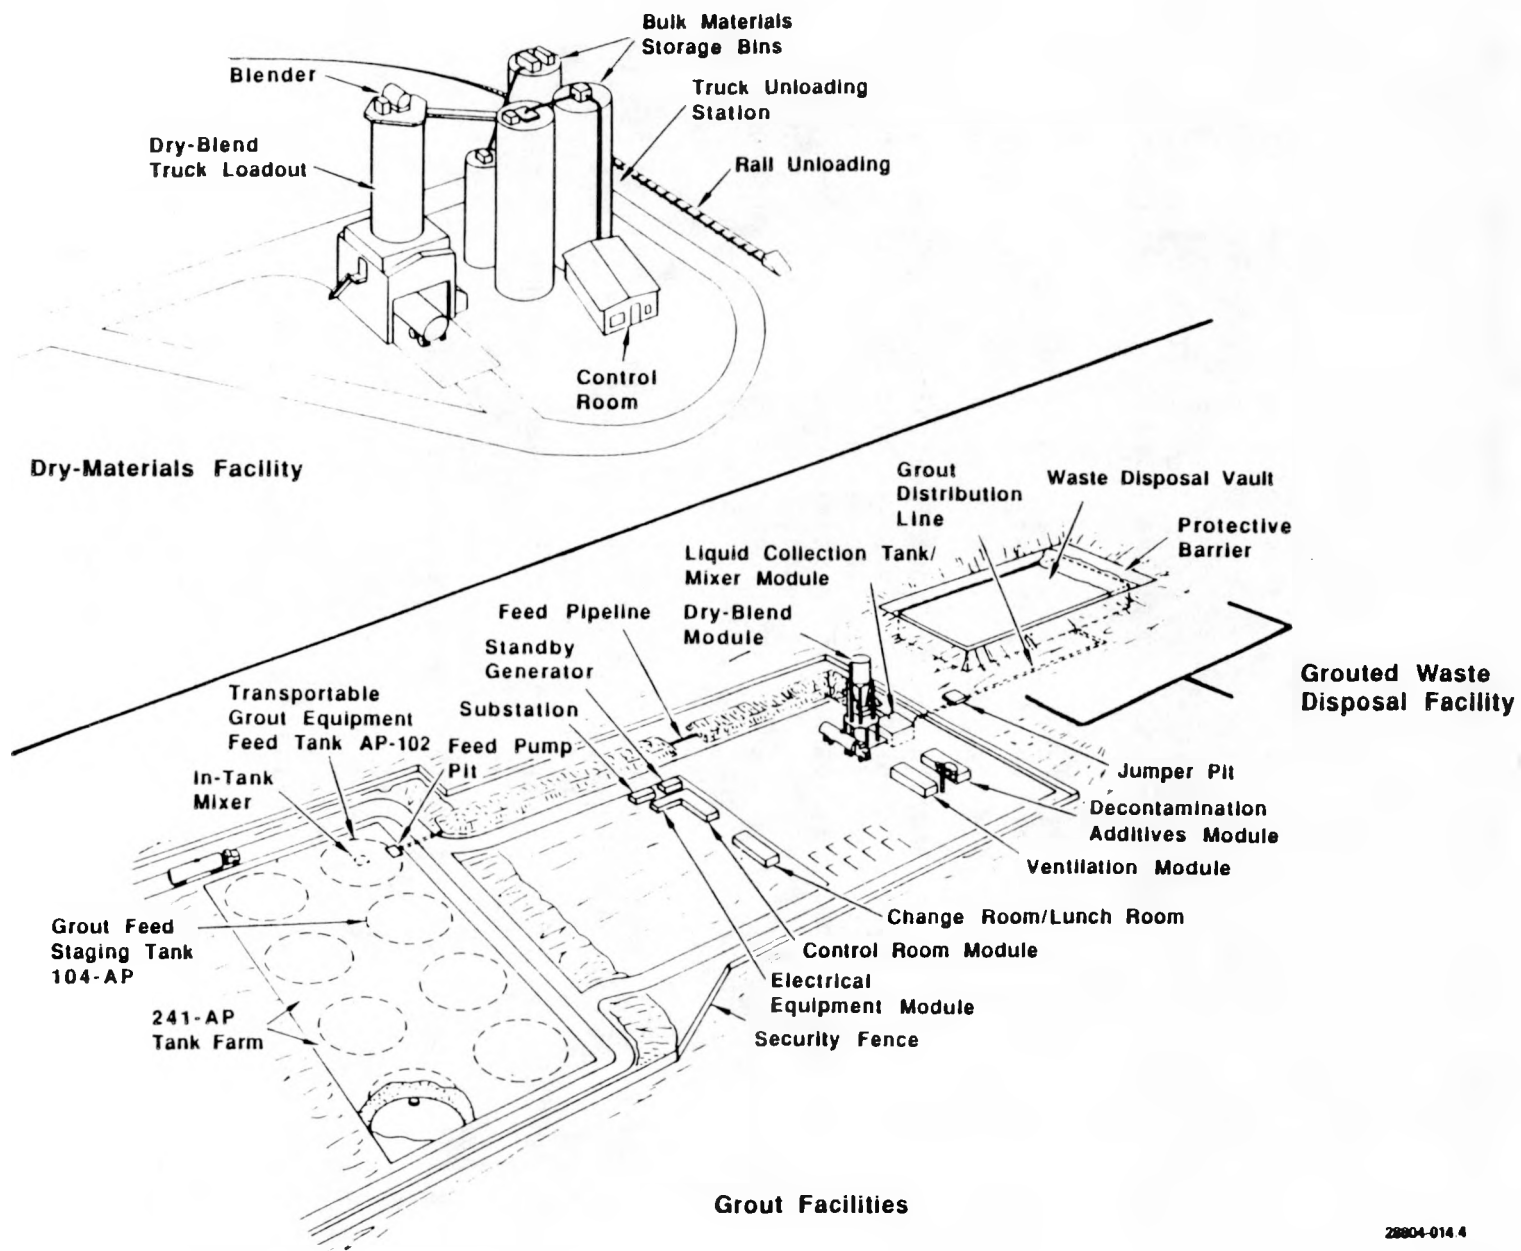 Bulk Materials
Storage Bins
Blender
Truck Unloading
Station
Dry-Blend
Truck Loadout
Rail Unloading
Control
Room
Dry-Materials Facility
Grout
Distribution
Line
Waste Disposal Vault
Protective
Barrier
Liquid Collection Tank/
Mixer Module
Feed Pipeline
Dry-Blend
Module
Standby
Generator
Grouted Waste
Disposal Facility
Transportable
Grout Equipment
Feed Tank AP-102
Substation
Feed Pump
Pit
In-Tank
Mixer
Jumper Pit
Decontamination
Additives Module
Ventilation Module
Change Room/Lunch Room
Grout Feed
Staging Tank
104-AP
Control Room Module
Electrical
Equipment Module
241-AP
Tank Farm
Security Fence
Grout Facilities
28804-014.4